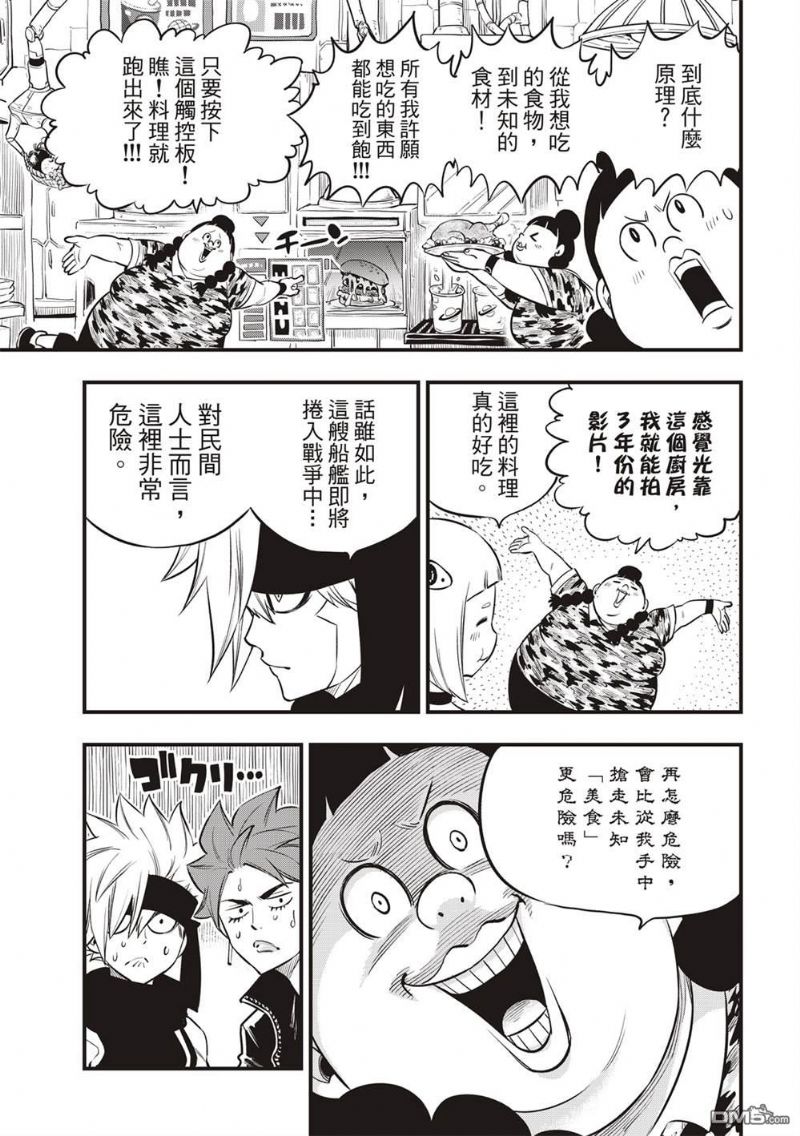 到底什麼
原理？
從我想吃
的食物，
到未知的
食材！
所有我許願
想吃的東西
都能吃到飽!!!
只要按下
這個觸控板！
瞧！料理就
跑出來了!!!
チーン
MENU
感覺光靠
這個廚房，
我就能拍
3年份的
影片！
這裡的料理
真的好吃。
話雖如此，
這艘船艦即將
捲入戰爭中…
對民間
人士而言，
這裡非常
危險。
再怎麼危險，
會比從我手中
搶走未知
「美食」
更危險嗎？
ゴクリ…
DM5.com